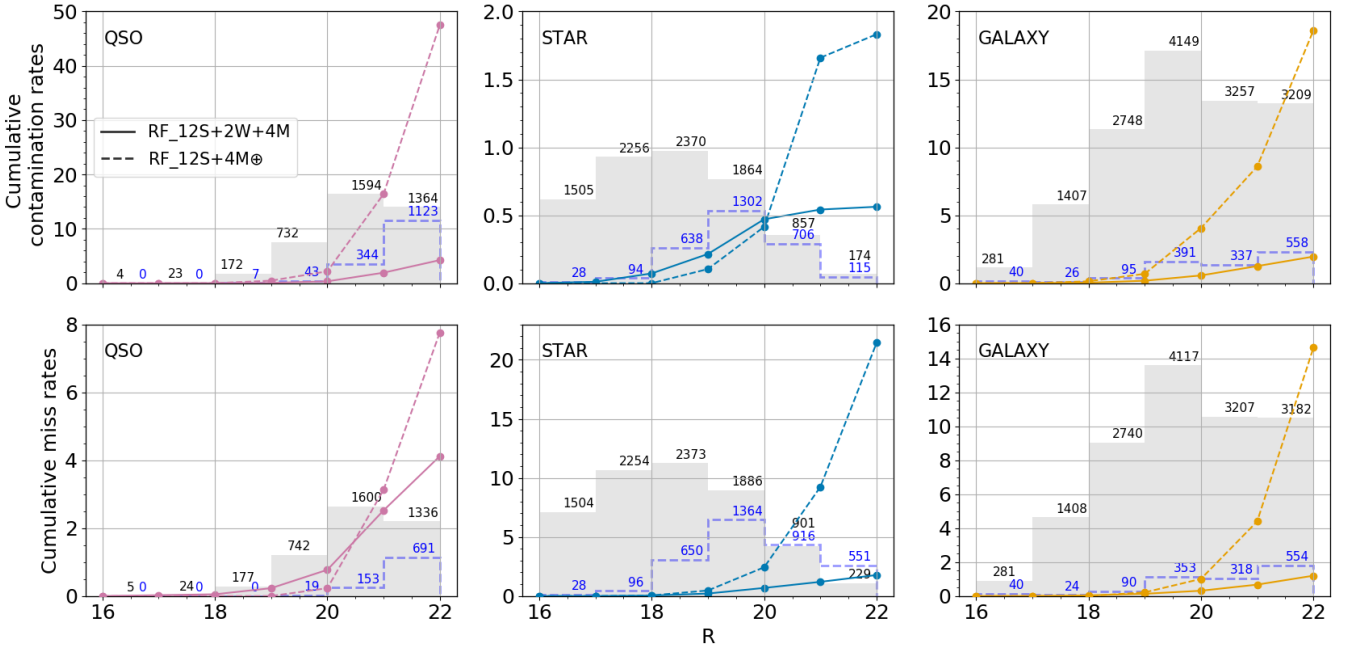 Cumulative
contamination rates
50
40
30
20
10
0
QSO
RF_12S+2W+4M
RF_12S+4M⊕
4 0 23 0 172 7 732 43 1594 344 1364 1123
2.0
1.5
1.0
0.5
0.0
STAR
1505 28 2256 94 2370 638 1864 1302 857 706 174 115
20
15
10
5
0
GALAXY
281 40 1407 26 2748 95 4149 391 3257 337 3209 558
Cumulative miss rates
8
6
4
2
0
QSO
5 0 24 0 177 0 742 19 1600 153 1336 691
16 18 20 22
20
15
10
5
0
STAR
1504 28 2254 96 2373 650 1886 1364 901 916 551 229
16 18 20 22
R
16
14
12
10
8
6
4
2
0
GALAXY
281 40 1408 24 2740 90 4117 353 3207 318 3182 554
16 18 20 22